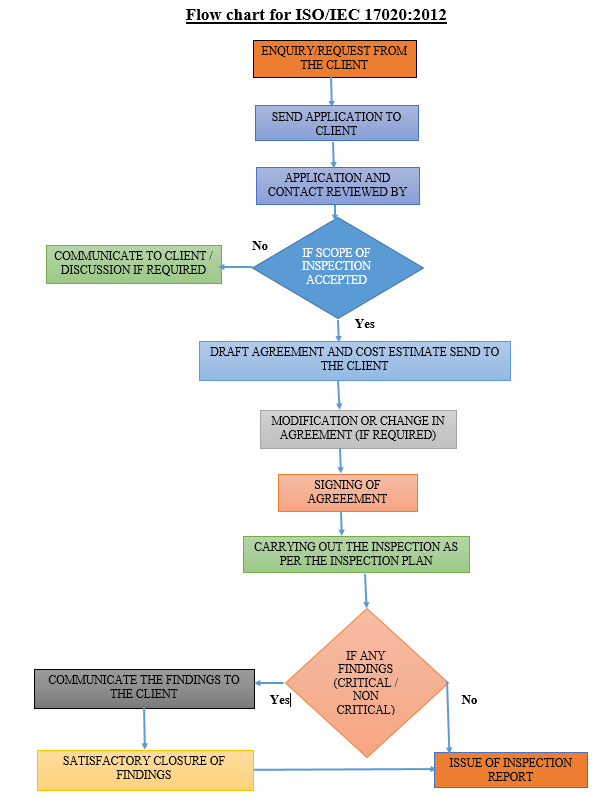 Flow chart for ISO/IEC 17020:2012
ENQUIRY/REQUEST FROM
THE CLIENT
SEND APPLICATION TO
CLIENT
APPLICATION AND
CONTACT REVIEWED BY
IF SCOPE OF
INSPECTION
ACCEPTED
No
COMMUNICATE TO CLIENT /
DISCUSSION IF REQUIRED
Yes
DRAFT AGREEMENT AND COST ESTIMATE SEND TO
THE CLIENT
MODIFICATION OR CHANGE IN
AGREEMENT (IF REQUIRED)
SIGNING OF
AGREEEMENT
CARRYING OUT THE INSPECTION AS
PER THE INSPECTION PLAN
IF ANY
FINDINGS
(CRITICAL /
NON
CRITICAL)
Yes
No
COMMUNICATE THE FINDINGS TO
THE CLIENT
SATISFACTORY CLOSURE OF
FINDINGS
ISSUE OF INSPECTION
REPORT